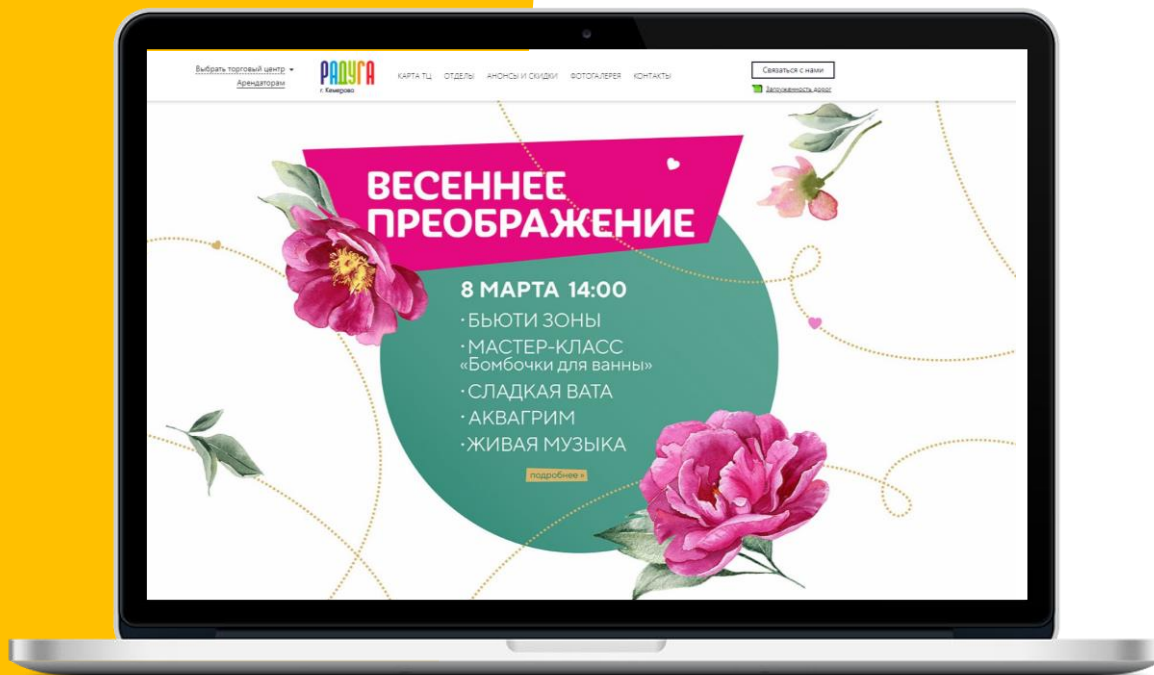 Выбрать торговый центр
Арендаторам
РАДУГА
г. Кемерово
КАРТА ТЦ ОТДЕЛЫ АНОНСЫ И СКИДКИ ФОТОГАЛЕРЕЯ КОНТАКТЫ
Связаться с нами
Загруженность дорог
ВЕСЕННЕЕ
ПРЕОБРАЖЕНИЕ
8 МАРТА 14:00
· БЬЮТИ ЗОНЫ
· МАСТЕР-КЛАСС
«Бомбочки для ванны»
· СЛАДКАЯ ВАТА
· АКВАГРИМ
· ЖИВАЯ МУЗЫКА
подробнее »